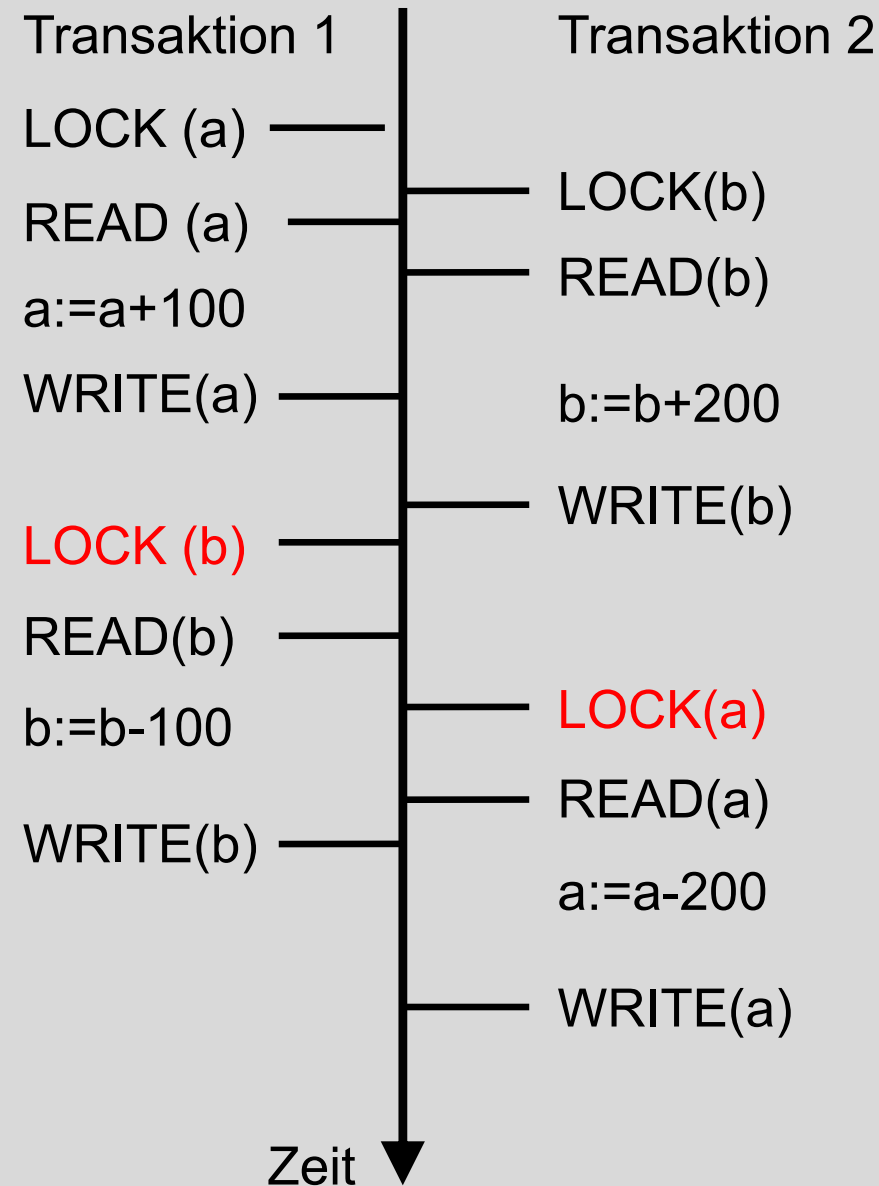 Transaktion 1
LOCK (a)
READ (a)
a:=a+100
WRITE(a)
LOCK (b)
READ(b)
b:=b-100
WRITE(b)
Transaktion 2
LOCK(b)
READ(b)
b:=b+200
WRITE(b)
LOCK(a)
READ(a)
a:=a-200
WRITE(a)
Zeit